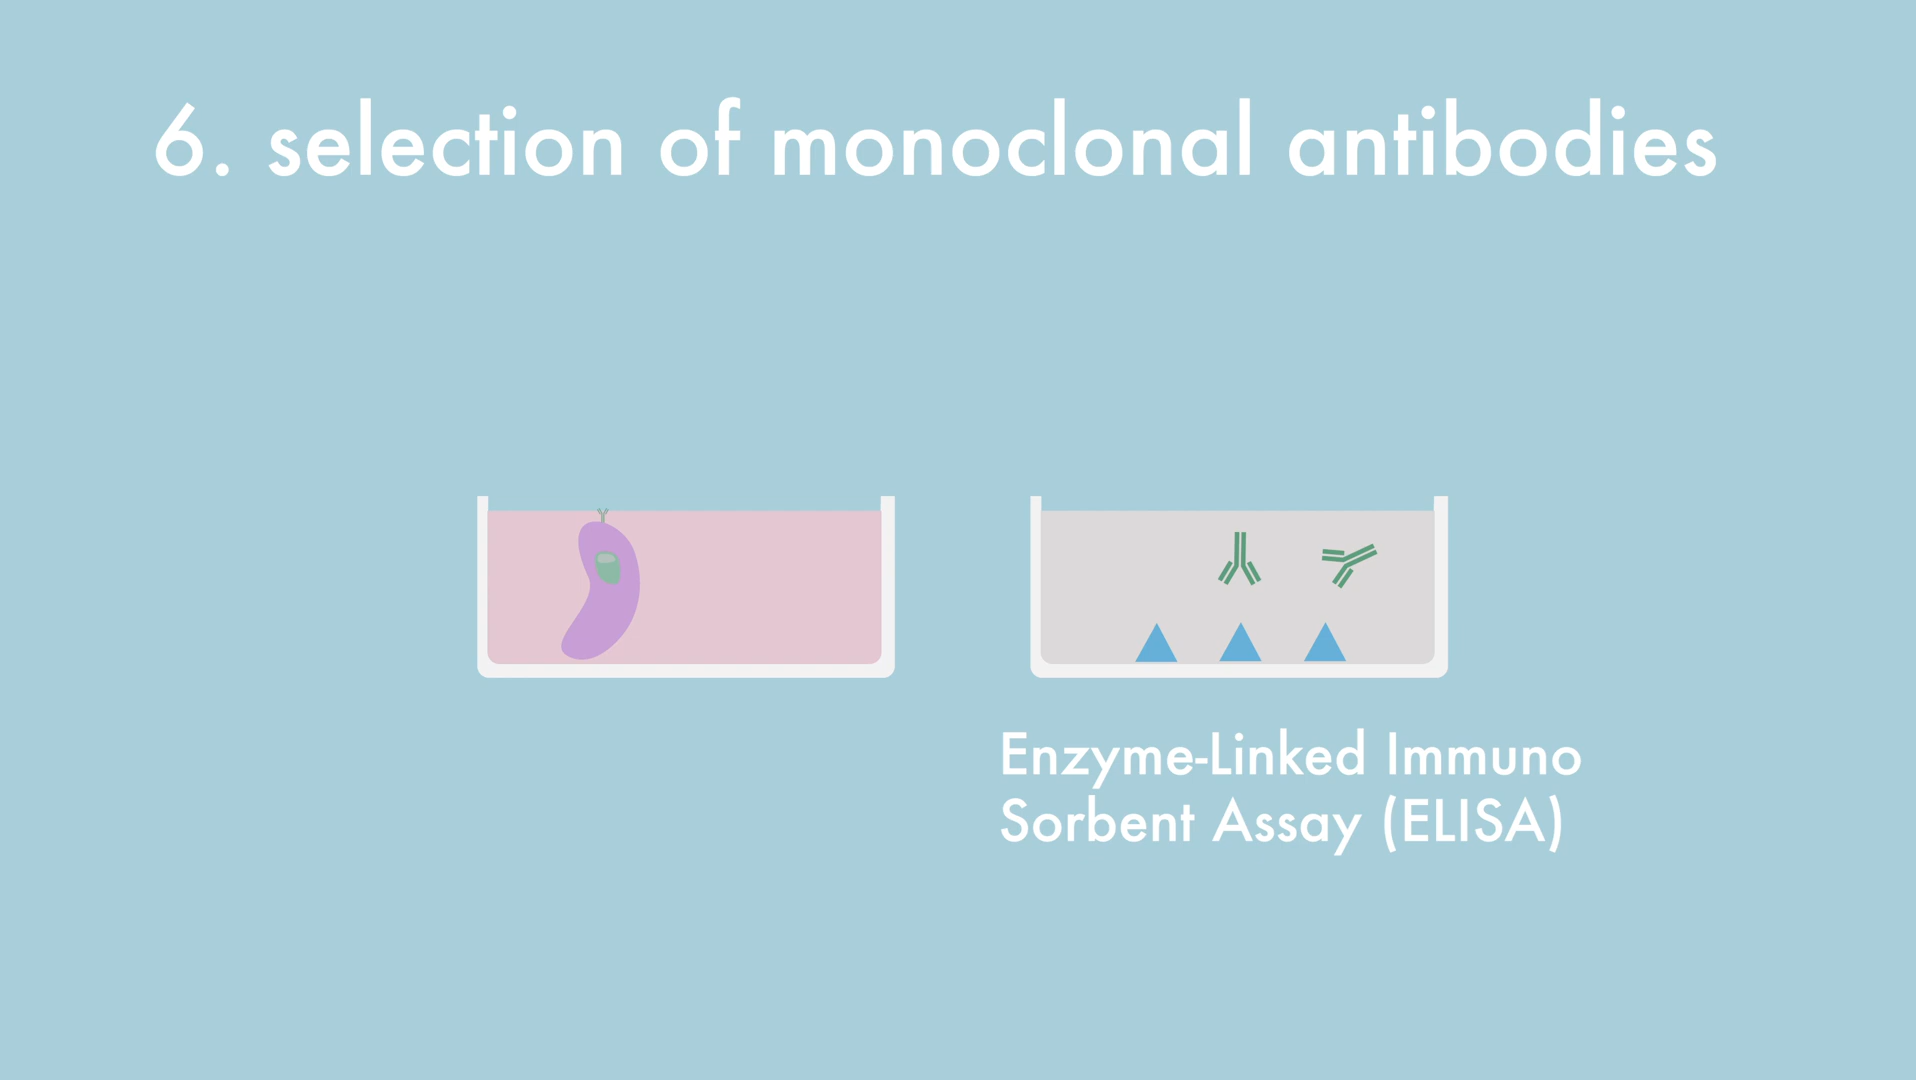 6. selection of monoclonal antibodies
Enzyme-Linked Immuno
Sorbent Assay (ELISA)